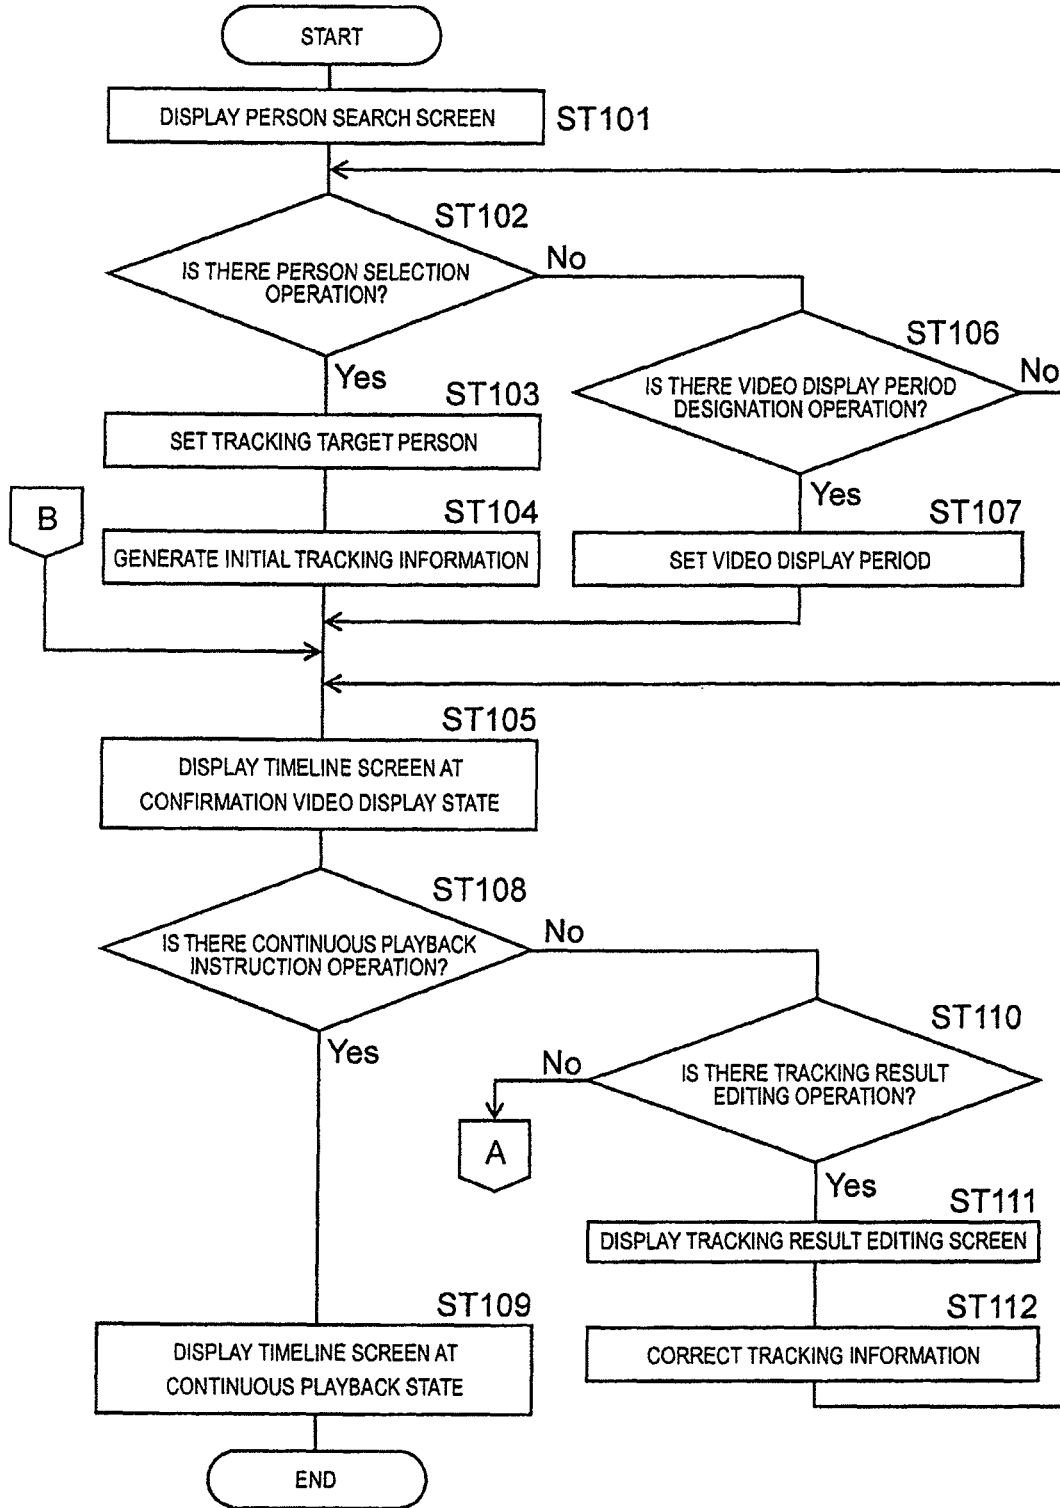 START
DISPLAY PERSON SEARCH SCREEN
ST101
ST102
IS THERE PERSON SELECTION
OPERATION?
No
Yes
ST106
IS THERE VIDEO DISPLAY PERIOD
DESIGNATION OPERATION?
No
Yes
ST103
SET TRACKING TARGET PERSON
B
ST104
GENERATE INITIAL TRACKING INFORMATION
ST107
SET VIDEO DISPLAY PERIOD
ST105
DISPLAY TIMELINE SCREEN AT
CONFIRMATION VIDEO DISPLAY STATE
ST108
IS THERE CONTINUOUS PLAYBACK
INSTRUCTION OPERATION?
No
Yes
ST110
IS THERE TRACKING RESULT
EDITING OPERATION?
No
A
Yes
ST111
DISPLAY TRACKING RESULT EDITING SCREEN
ST112
CORRECT TRACKING INFORMATION
ST109
DISPLAY TIMELINE SCREEN AT
CONTINUOUS PLAYBACK STATE
END